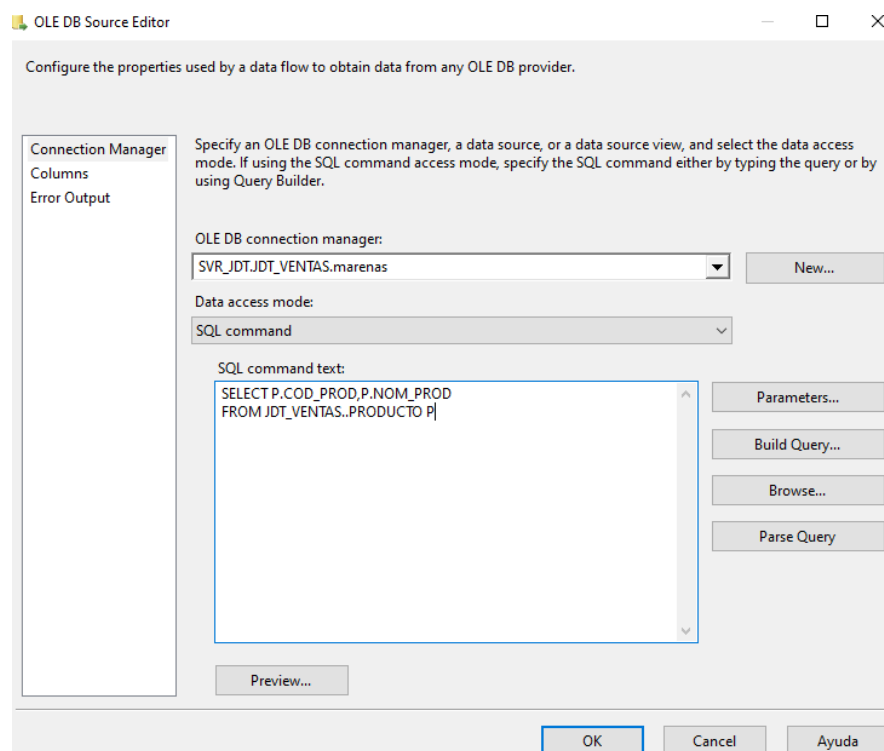 OLE DB Source Editor
Configure the properties used by a data flow to obtain data from any OLE DB provider.
Connection Manager
Columns
Error Output
Specify an OLE DB connection manager, a data source, or a data source view, and select the data access
mode. If using the SQL command access mode, specify the SQL command either by typing the query or by
using Query Builder.
OLE DB connection manager:
SVR_JDT.JDT_VENTAS.marenas
New...
Data access mode:
SQL command
SQL command text:
SELECT P.COD_PROD,P.NOM_PROD
FROM JDT_VENTAS..PRODUCTO P
Parameters...
Build Query...
Browse...
Parse Query
Preview...
OK
Cancel
Ayuda